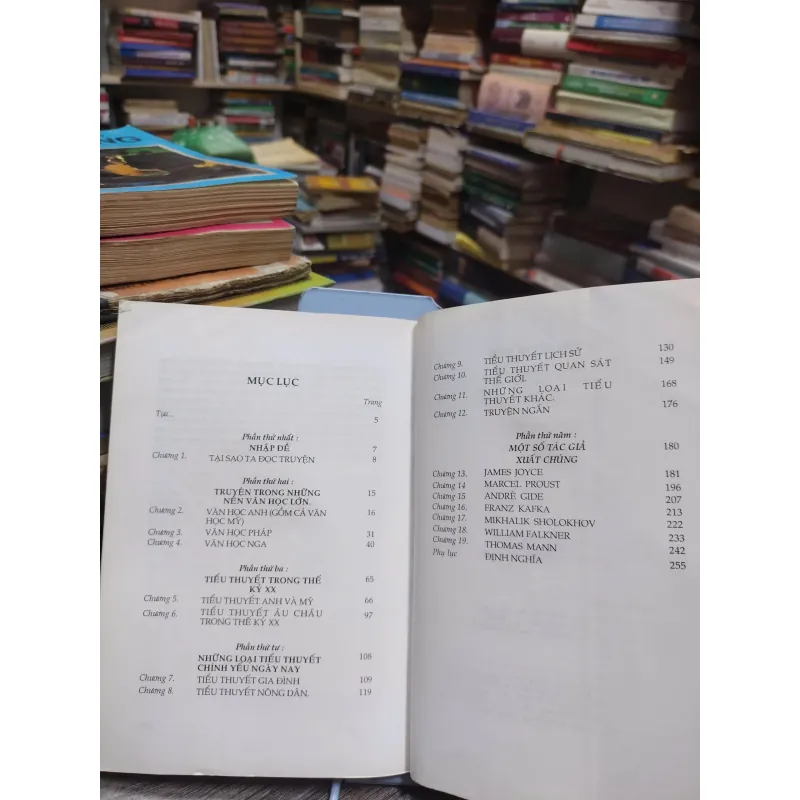 NG
MỤC LỤC
Trang
Tựa... 5
Phần thứ nhất :
NHẬP ĐỀ 7
Chương 1. TẠI SAO TA ĐỌC TRUYỆN 8
Phần thứ hai :
TRUYỆN TRONG NHỮNG 15
NỀN VĂN HỌC LỚN.
Chương 2. VĂN HỌC ANH (GỒM CẢ VĂN 16
HỌC MỸ)
Chương 3. VĂN HỌC PHÁP 31
Chương 4. VĂN HỌC NGA 40
Phần thứ ba :
TIỂU THUYẾT TRONG THẾ 65
KỶ XX
Chương 5. TIỂU THUYẾT ANH VÀ MỸ 66
Chương 6. TIỂU THUYẾT ÂU CHÂU 97
TRONG THẾ KỶ XX
Phần thứ tư :
NHỮNG LOẠI TIỂU THUYẾT 108
CHÍNH YẾU NGÀY NAY
Chương 7. TIỂU THUYẾT GIA ĐÌNH 109
Chương 8. TIỂU THUYẾT NÔNG DÂN. 119
Chương 9. TIỂU THUYẾT LỊCH SỬ 130
Chương 10. TIỂU THUYẾT QUAN SÁT 149
THẾ GIỚI.
Chương 11. NHỮNG LOẠI TIỂU 168
THUYẾT KHÁC.
Chương 12. TRUYỆN NGẮN 176
Phần thứ năm :
MỘT SỐ TÁC GIẢ 180
XUẤT CHÚNG
Chương 13. JAMES JOYCE 181
Chương 14 MARCEL PROUST 196
Chương 15 ANDRÉ GIDE 207
Chương 16. FRANZ KAFKA 213
Chương 17. MIKHALIK SHOLOKHOV 222
Chương 18. WILLIAM FALKNER 233
Chương 19. THOMAS MANN 242
Phụ lục ĐỊNH NGHĨA 255